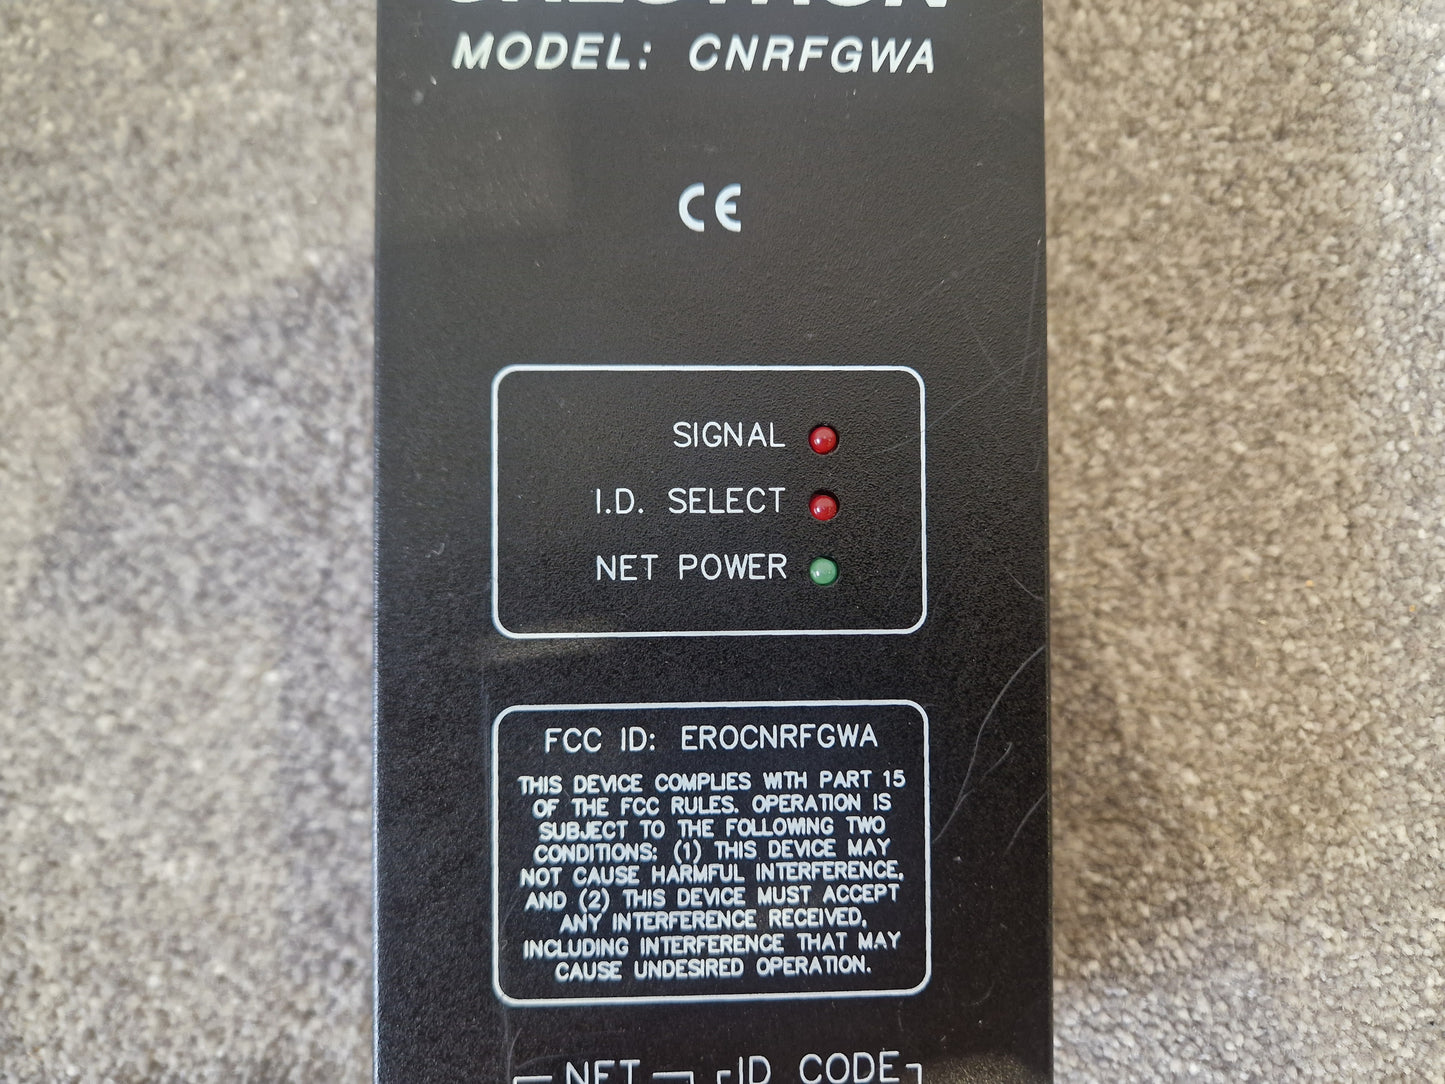 CRESTRON
MODEL: CNRFGWA
CE
SIGNAL
I.D. SELECT
NET POWER
FCC ID: EROCNRFGWA
THIS DEVICE COMPLIES WITH PART 15
OF THE FCC RULES. OPERATION IS
SUBJECT TO THE FOLLOWING TWO
CONDITIONS: (1) THIS DEVICE MAY
NOT CAUSE HARMFUL INTERFERENCE,
AND (2) THIS DEVICE MUST ACCEPT
ANY INTERFERENCE RECEIVED,
INCLUDING INTERFERENCE THAT MAY
CAUSE UNDESIRED OPERATION.
NET ID CODE